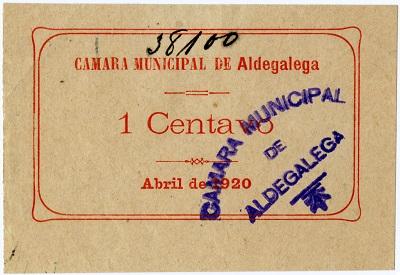 38100
CAMARA MUNICIPAL DE Aldegalega
1 Centavo
Abril de 1920
CAMARA MUNICIPAL
DE
ALDEGALEGA